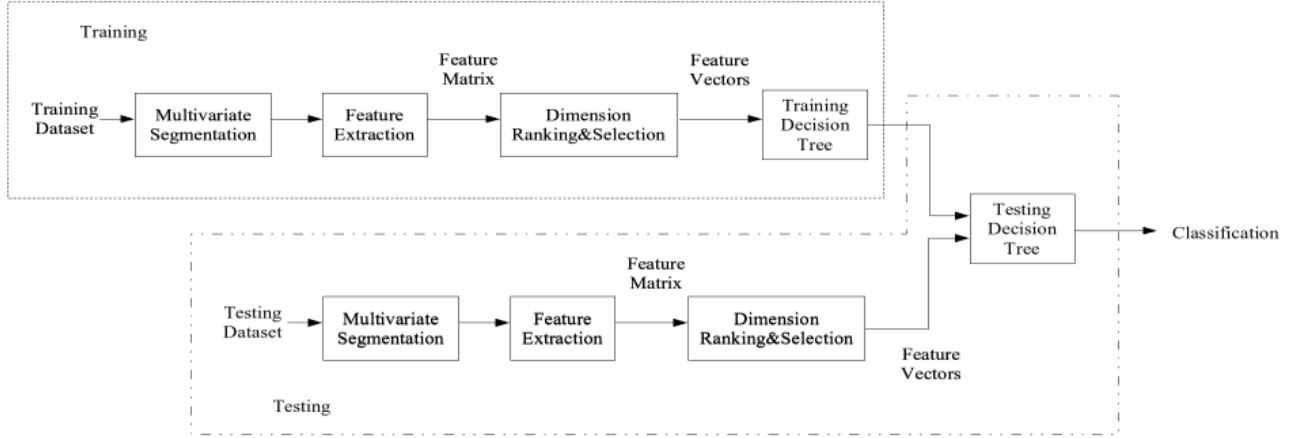 Training
Training
Dataset
Multivariate
Segmentation
Feature
Extraction
Feature
Matrix
Dimension
Ranking&Selection
Feature
Vectors
Training
Decision
Tree
Testing
Decision
Tree
Classification
Testing
Dataset
Multivariate
Segmentation
Feature
Extraction
Feature
Matrix
Dimension
Ranking&Selection
Feature
Vectors
Testing